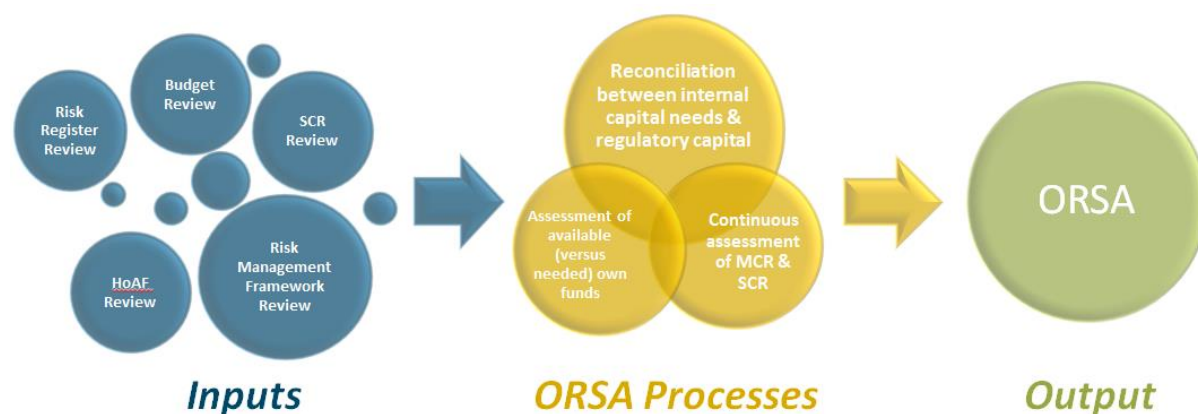 Risk
Register
Review
Budget
Review
SCR
Review
HoAF
Review
Risk
Management
Framework
Review
Reconciliation
between internal
capital needs &
regulatory capital
Assessment of
available
(versus
needed) own
funds
Continuous
assessment
of MCR &
SCR
ORSA
Inputs
ORSA Processes
Output